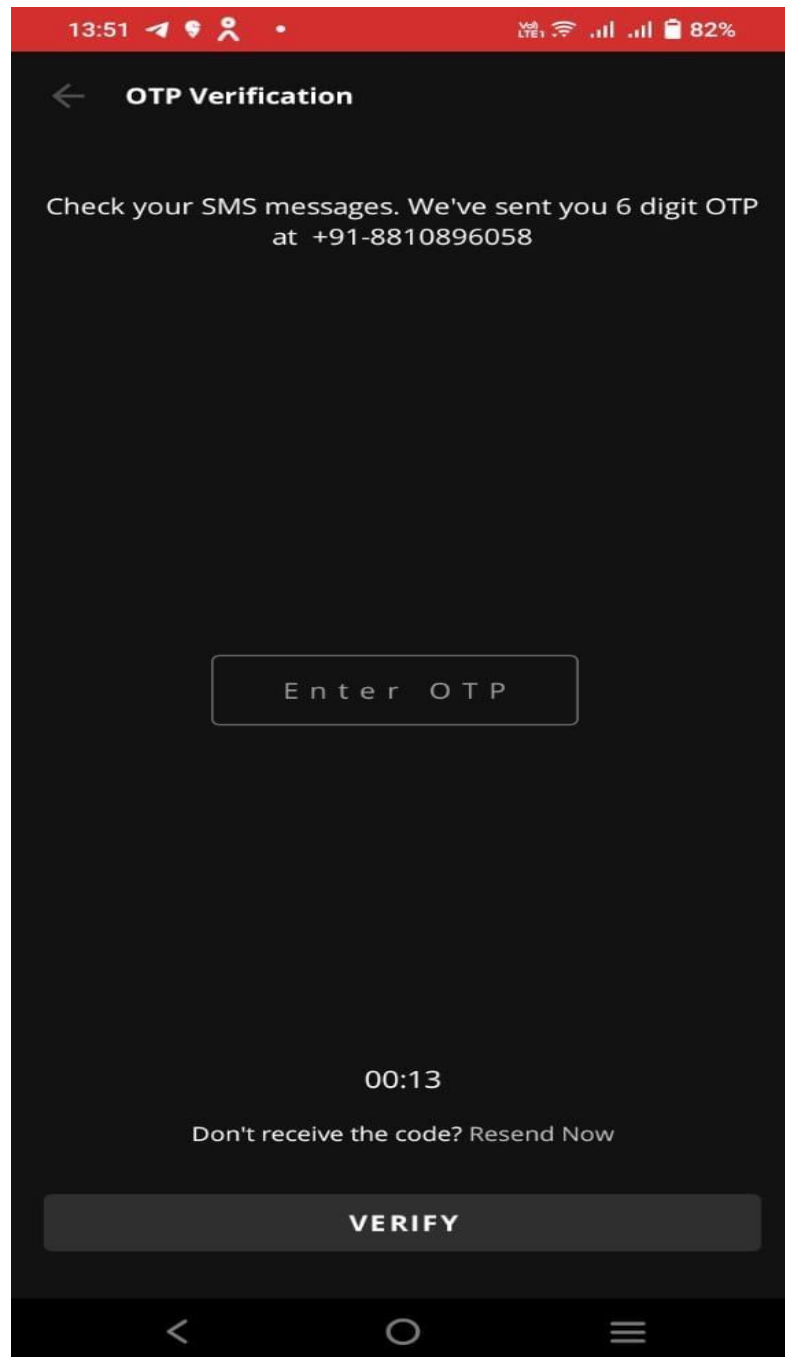 13:51 82%
OTP Verification
Check your SMS messages. We've sent you 6 digit OTP
at +91-8810896058
Enter OTP
00:13
Don't receive the code? Resend Now
VERIFY